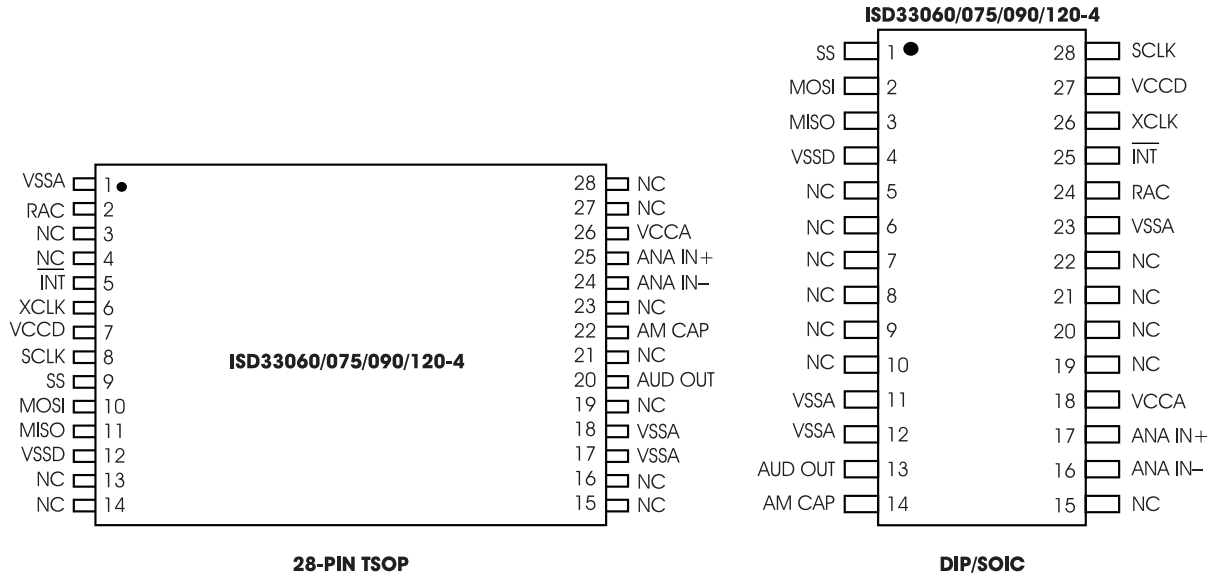 ISD33060/075/090/120-4
SS 1 28 SCLK
MOSI 2 27 VCCD
MISO 3 26 XCLK
VSSD 4 25 INT
NC 5 24 RAC
NC 6 23 VSSA
NC 7 22 NC
NC 8 21 NC
NC 9 20 NC
NC 10 19 NC
VSSA 11 18 VCCA
VSSA 12 17 ANA IN+
AUD OUT 13 16 ANA IN–
AM CAP 14 15 NC
DIP/SOIC
VSSA 1 28 NC
RAC 2 27 NC
NC 3 26 VCCA
NC 4 25 ANA IN+
INT 5 24 ANA IN–
XCLK 6 23 NC
VCCD 7 22 AM CAP
SCLK 8 21 NC
SS 9 20 AUD OUT
MOSI 10 19 NC
MISO 11 18 VSSA
VSSD 12 17 VSSA
NC 13 16 NC
NC 14 15 NC
ISD33060/075/090/120-4
28-PIN TSOP